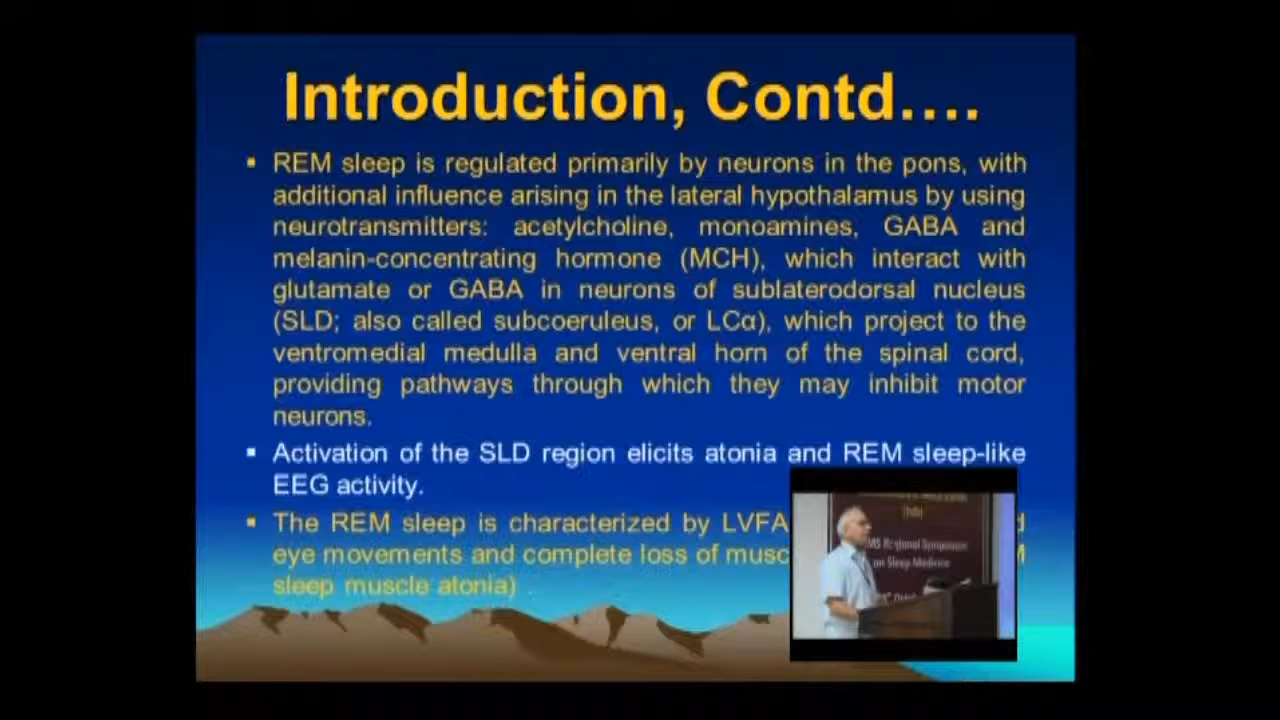 Introduction, Contd....
▪ REM sleep is regulated primarily by neurons in the pons, with
additional influence arising in the lateral hypothalamus by using
neurotransmitters: acetylcholine, monoamines, GABA and
melanin-concentrating hormone (MCH), which interact with
glutamate or GABA in neurons of sublaterodorsal nucleus
(SLD; also called subcoeruleus, or LCα), which project to the
ventromedial medulla and ventral horn of the spinal cord,
providing pathways through which they may inhibit motor
neurons.
▪ Activation of the SLD region elicits atonia and REM sleep-like
EEG activity.
▪ The REM sleep is characterized by LVFA
eye movements and complete loss of
sleep muscle atonia)
Regional Symposium
on Sleep Medicine